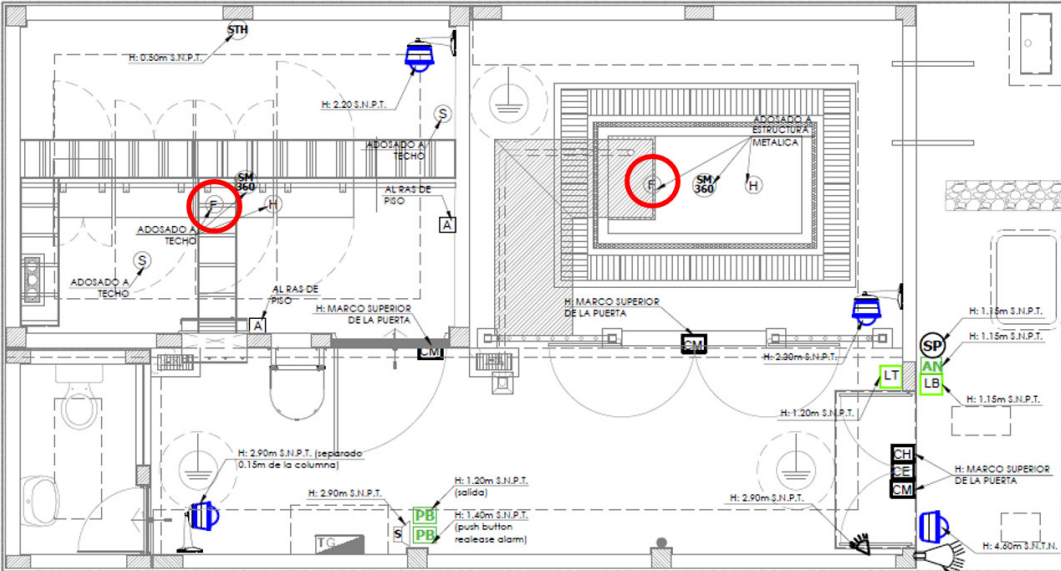 STH
H: 0.50m S.N.P.T.
H: 2.20 S.N.P.T.
S
ADOSADO A
TECHO
ADOSADO A
ESTRUCTURA
METALICA
SM
360
F
H
AL RAS DE
PISO
A
F
SM
360
H
ADOSADO A
TECHO
S
ADOSADO A
TECHO
AL RAS DE
PISO
A
H: MARCO SUPERIOR
DE LA PUERTA
CM
H: MARCO SUPERIOR
DE LA PUERTA
CM
H: 2.30m S.N.P.T.
H: 1.15m S.N.P.T.
SP
H: 1.15m S.N.P.T.
AN
LT
LB
H: 1.15m S.N.P.T.
H: 1.20m S.N.P.T.
H: 2.90m S.N.P.T. (separado
0.15m de la columna)
CH
CE
CM
H: MARCO SUPERIOR
DE LA PUERTA
H: 2.90m S.N.P.T.
H: 1.20m S.N.P.T.
(salida)
PB
H: 1.40m S.N.P.T.
(push button
realease alarm)
PB
S
TG
H: 2.90m S.N.P.T.
H: 4.60m S.N.T.N.